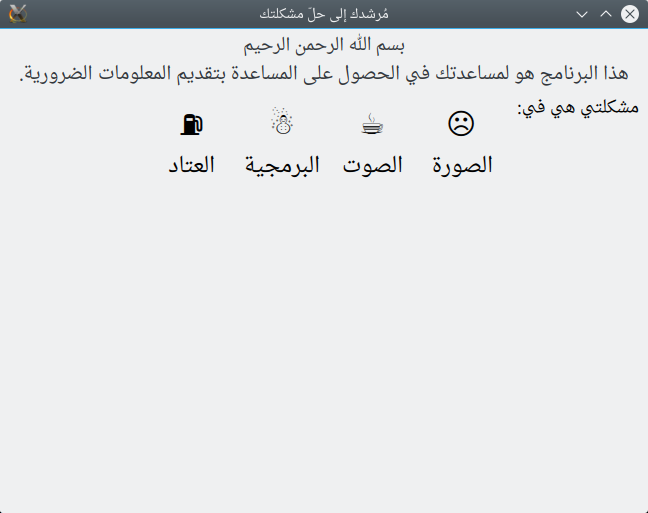 مُرشدك إلى حلّ مشكلتك
بسم الله الرحمن الرحيم
هذا البرنامج هو لمساعدتك في الحصول على المساعدة بتقديم المعلومات الضرورية.
مشكلتي هي في:
الصورة الصوت البرمجية العتاد